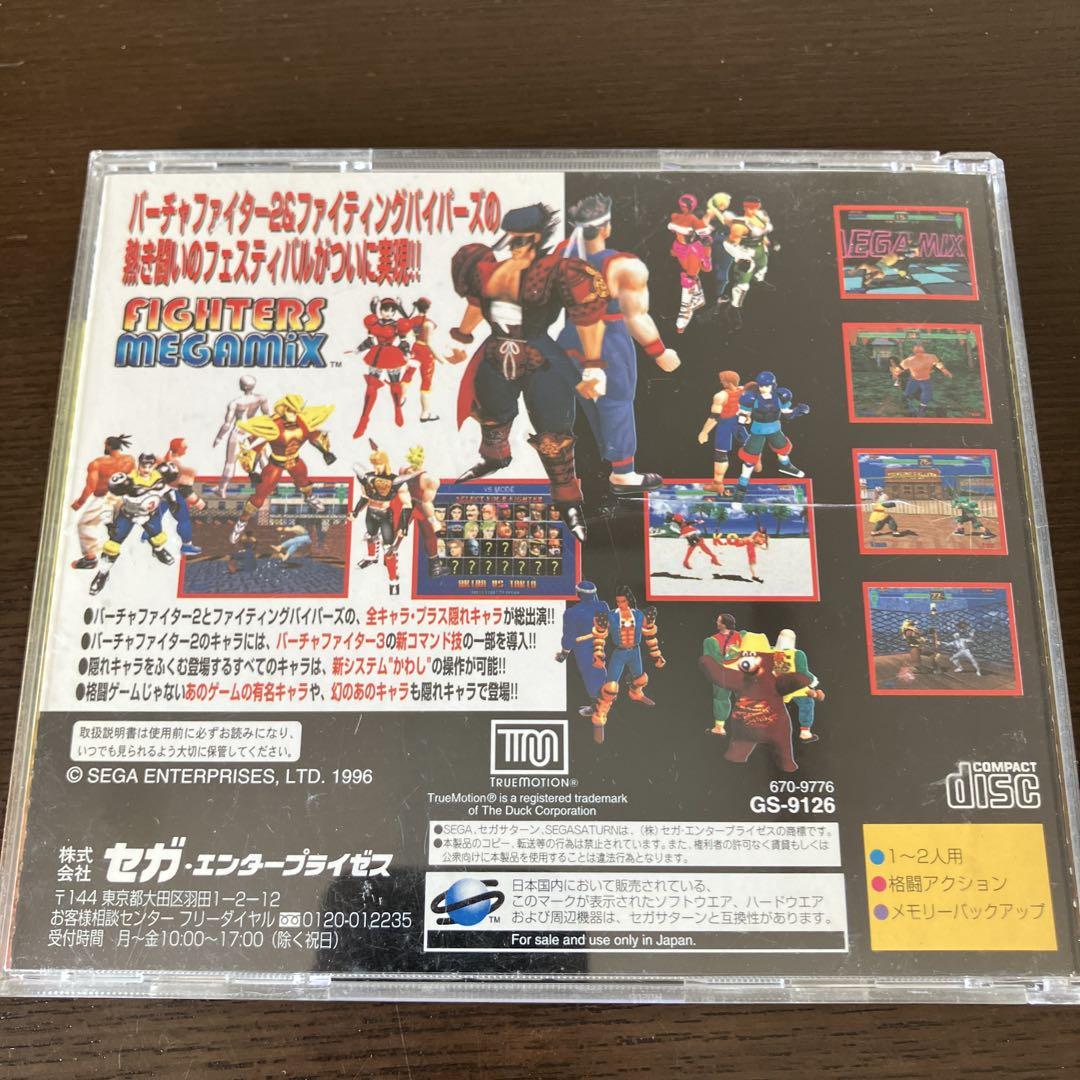 バーチャファイター2&ファイティングバイパーズの
熱き闘いのフェスティバルがついに実現!!
FIGHTERS
MEGAMiX™
MEGAMIX
VS MODE
SELECT YOUR FIGHTER
AKIRA VS TOKIO
K.O.
●バーチャファイター2とファイティングバイパーズの、全キャラ・プラス隠れキャラが総出演!!
●バーチャファイター2のキャラには、バーチャファイター3の新コマンド技の一部を導入!!
●隠れキャラをふくむ登場するすべてのキャラは、新システム"かわし"の操作が可能!!
●格闘ゲームじゃないあのゲームの有名キャラや、幻のあのキャラも隠れキャラで登場!!
取扱説明書は使用前に必ずお読みになり、
いつでも見られるよう大切に保管してください。
© SEGA ENTERPRISES, LTD. 1996
TM
TRUEMOTION®
TrueMotion® is a registered trademark
of The Duck Corporation
670-9776
GS-9126
COMPACT
disc
株式会社 セガ・エンタープライゼス
〒144 東京都大田区羽田1-2-12
お客様相談センター フリーダイヤル 0120-012235
受付時間 月～金10:00～17:00（除く祝日）
●SEGA、セガサターン、SEGASATURNは、（株）セガ・エンタープライゼスの商標です。
●本製品のコピー、転送等の行為は禁止されています。また、権利者の許可なく賃貸もしくは
公衆向けに本製品を使用することは違法行為となります。
TM
日本国内において販売されている、
このマークが表示されたソフトウエア、ハードウエア
および周辺機器は、セガサターンと互換性があります。
For sale and use only in Japan.
●1～2人用
●格闘アクション
●メモリーバックアップ